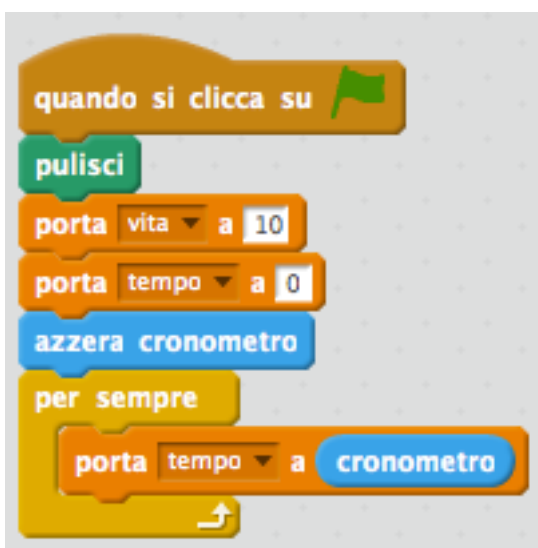 quando si clicca su
pulisci
porta vita a 10
porta tempo a 0
azzera cronometro
per sempre
porta tempo a cronometro